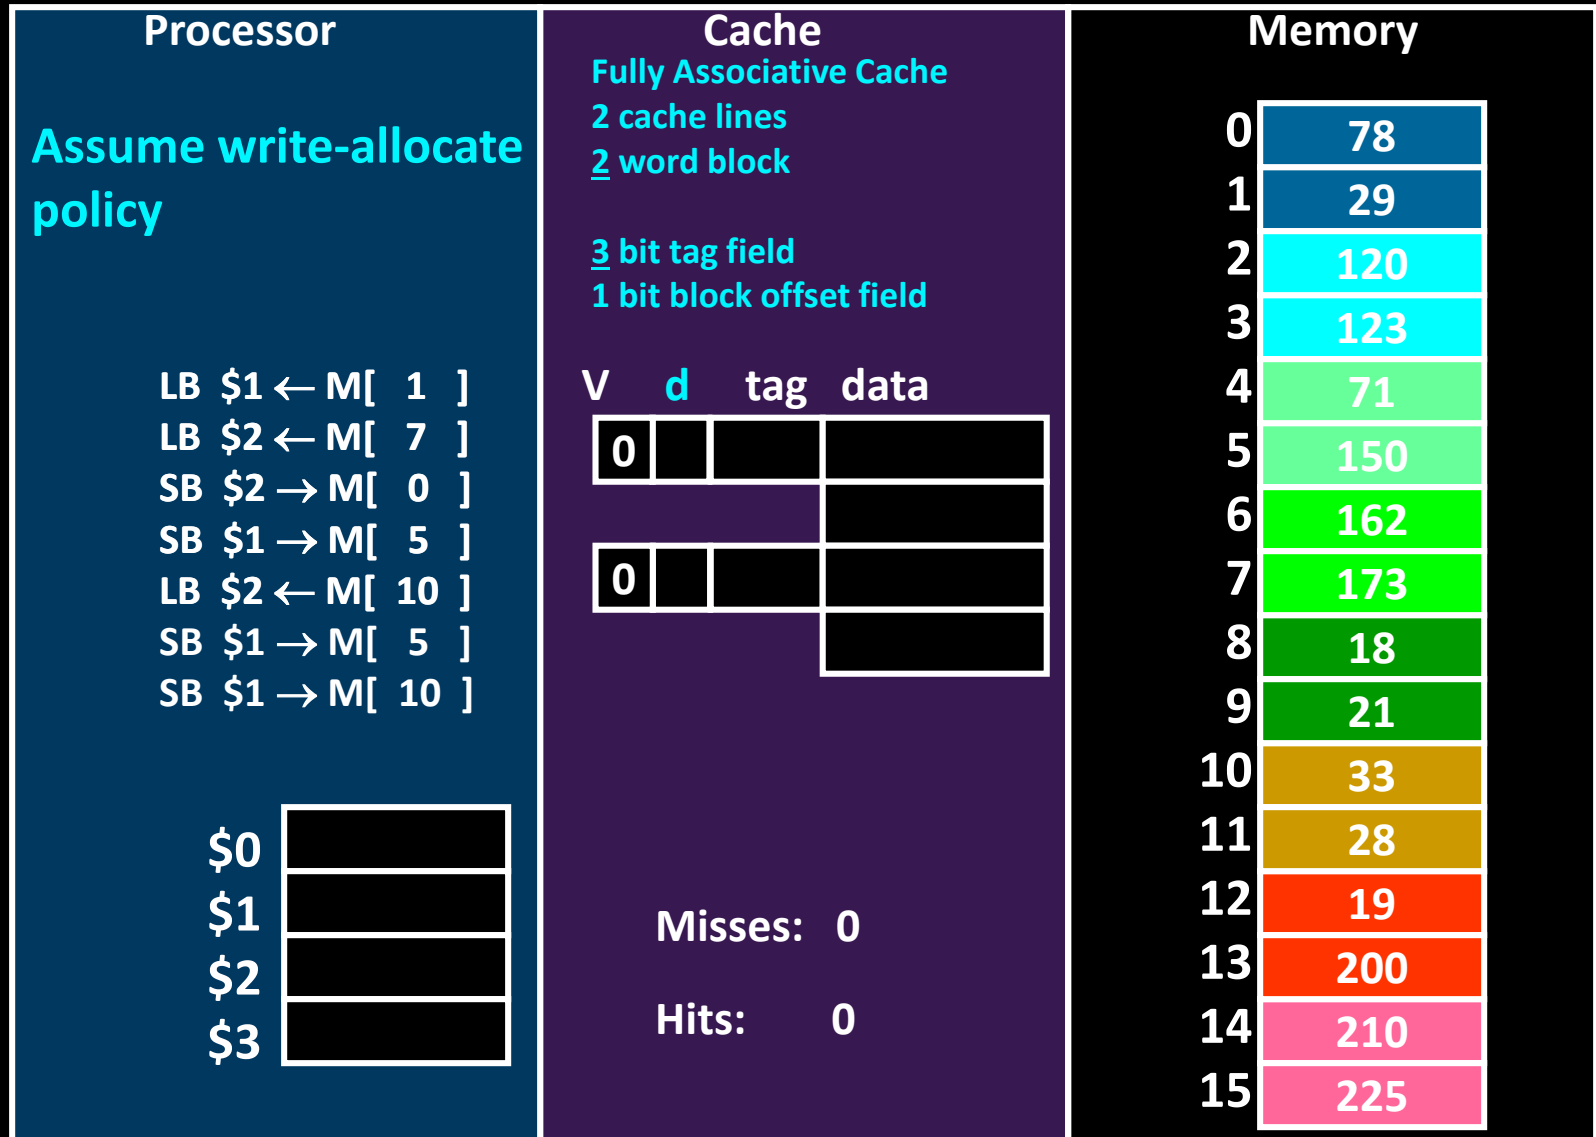 Processor
Assume write-allocate
policy
LB $1 ← M[ 1 ]
LB $2 ← M[ 7 ]
SB $2 → M[ 0 ]
SB $1 → M[ 5 ]
LB $2 ← M[ 10 ]
SB $1 → M[ 5 ]
SB $1 → M[ 10 ]
$0
$1
$2
$3
Cache
Fully Associative Cache
2 cache lines
2 word block
3 bit tag field
1 bit block offset field
V d tag data
0
0
Misses: 0
Hits: 0
Memory
0 78
1 29
2 120
3 123
4 71
5 150
6 162
7 173
8 18
9 21
10 33
11 28
12 19
13 200
14 210
15 225